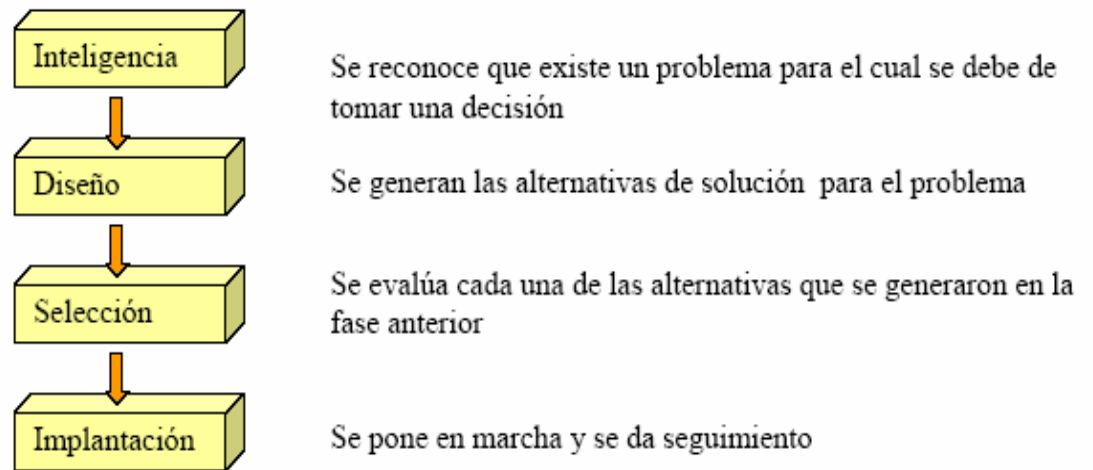 Inteligencia
Se reconoce que existe un problema para el cual se debe de
tomar una decisión
Diseño
Se generan las alternativas de solución para el problema
Selección
Se evalúa cada una de las alternativas que se generaron en la
fase anterior
Implantación
Se pone en marcha y se da seguimiento